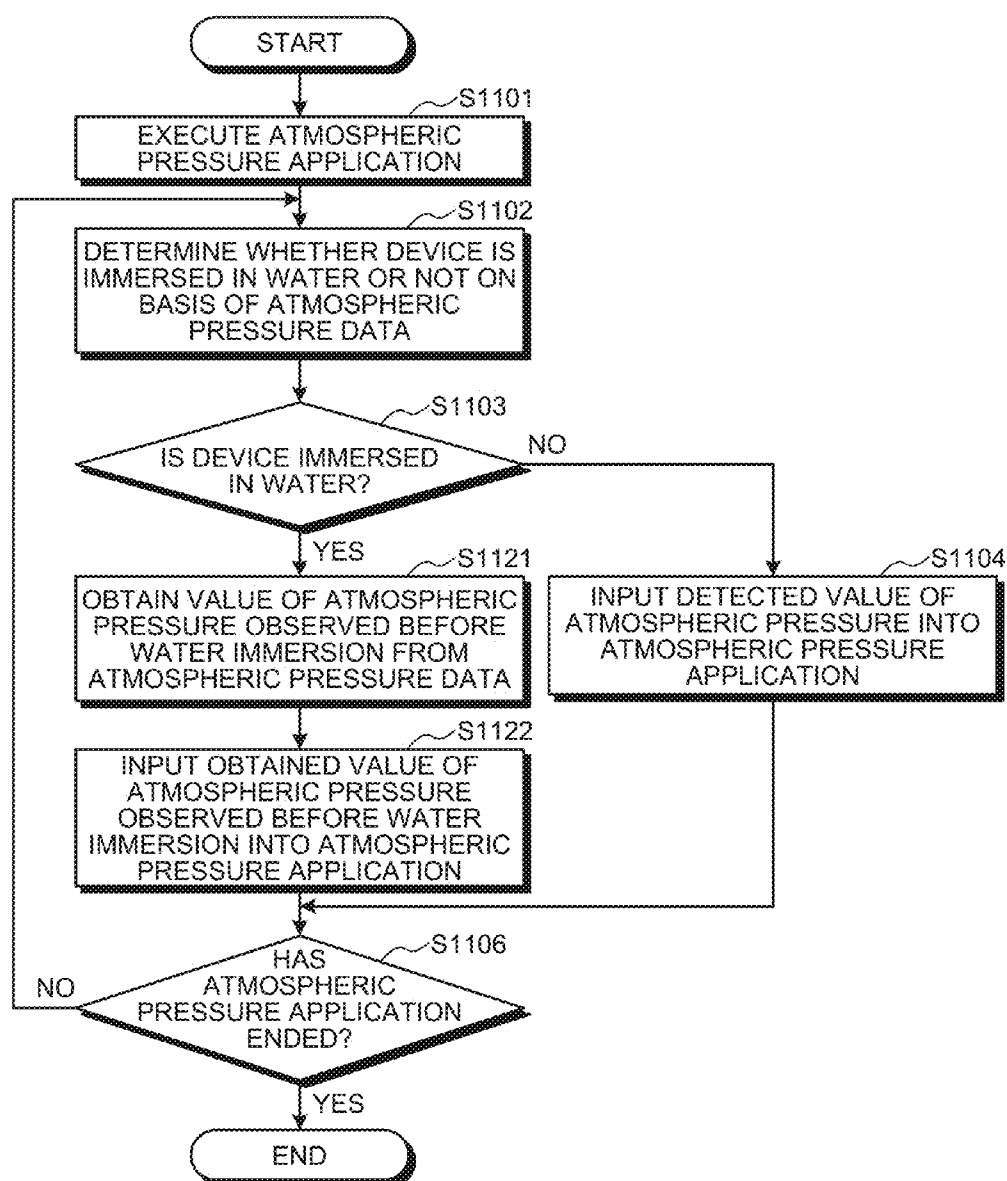 START
S1101
EXECUTE ATMOSPHERIC
PRESSURE APPLICATION
S1102
DETERMINE WHETHER DEVICE IS
IMMERSED IN WATER OR NOT ON
BASIS OF ATMOSPHERIC
PRESSURE DATA
S1103
IS DEVICE IMMERSED
IN WATER?
NO
YES
S1121
OBTAIN VALUE OF ATMOSPHERIC
PRESSURE OBSERVED BEFORE
WATER IMMERSION FROM
ATMOSPHERIC PRESSURE DATA
S1104
INPUT DETECTED VALUE OF
ATMOSPHERIC PRESSURE INTO
ATMOSPHERIC PRESSURE
APPLICATION
S1122
INPUT OBTAINED VALUE OF
ATMOSPHERIC PRESSURE
OBSERVED BEFORE WATER
IMMERSION INTO ATMOSPHERIC
PRESSURE APPLICATION
S1106
HAS
ATMOSPHERIC
PRESSURE APPLICATION
ENDED?
NO
YES
END